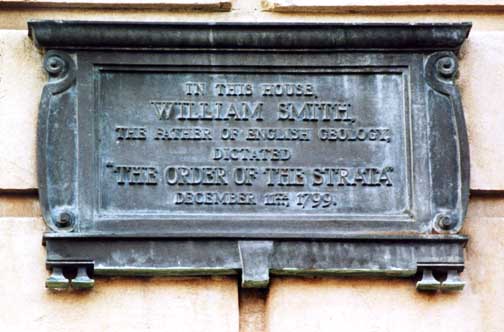 IN THIS HOUSE,
WILLIAM SMITH,
THE FATHER OF ENGLISH GEOLOGY,
DICTATED
"THE ORDER OF THE STRATA"
DECEMBER 11TH 1799.